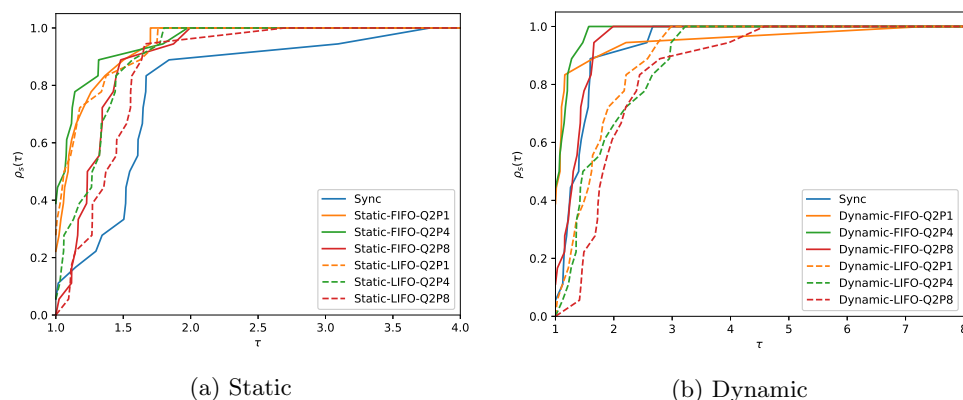 1.0
0.8
0.6
0.4
0.2
0.0
ρs(τ)
1.0
1.5
2.0
2.5
3.0
3.5
4.0
τ
Sync
Static-FIFO-Q2P1
Static-FIFO-Q2P4
Static-FIFO-Q2P8
Static-LIFO-Q2P1
Static-LIFO-Q2P4
Static-LIFO-Q2P8
(a) Static
1.0
0.8
0.6
0.4
0.2
0.0
ρs(τ)
1
2
3
4
5
6
7
8
τ
Sync
Dynamic-FIFO-Q2P1
Dynamic-FIFO-Q2P4
Dynamic-FIFO-Q2P8
Dynamic-LIFO-Q2P1
Dynamic-LIFO-Q2P4
Dynamic-LIFO-Q2P8
(b) Dynamic